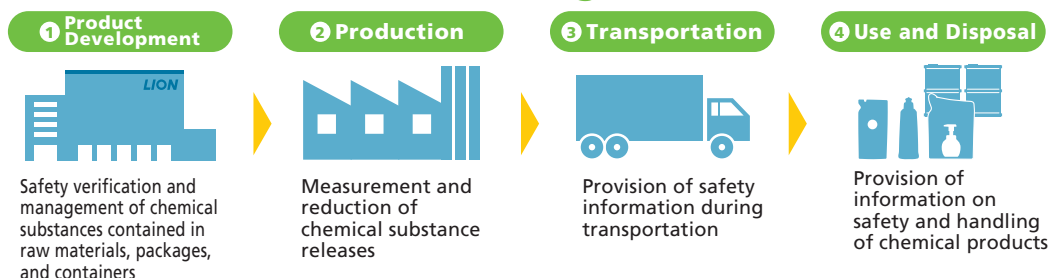 1 Product
Development
2 Production
3 Transportation
4 Use and Disposal
LION
Safety verification and
management of chemical
substances contained in
raw materials, packages,
and containers
Measurement and
reduction of
chemical substance
releases
Provision of safety
information during
transportation
Provision of
information on
safety and handling
of chemical products